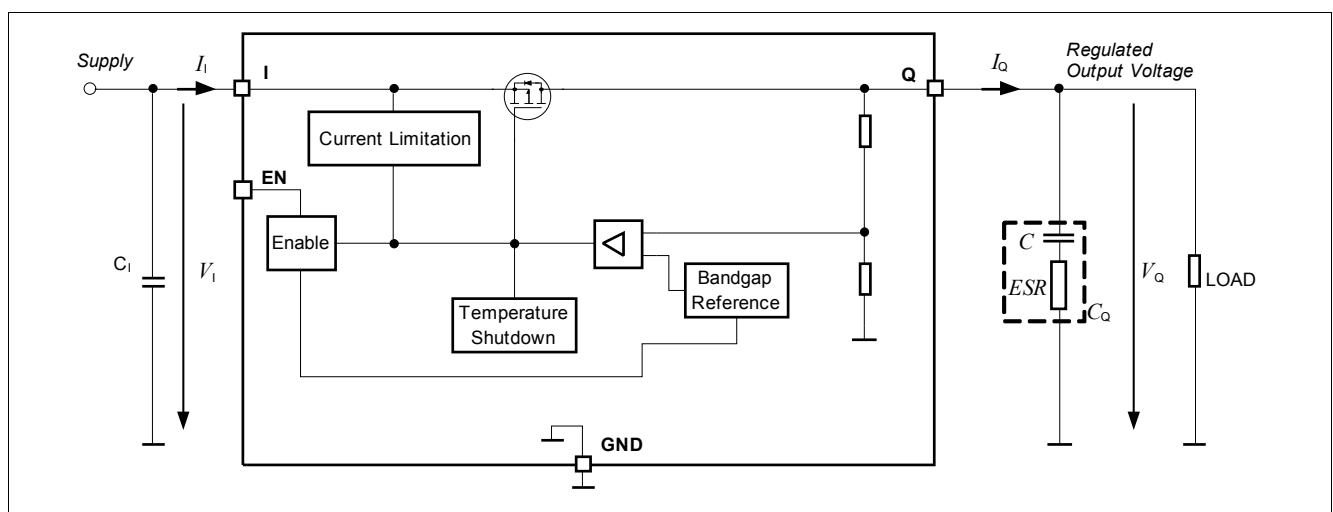 Supply
I_I
I
Q
I_Q
Regulated
Output Voltage
Current Limitation
EN
Enable
C_I
V_I
Bandgap
Reference
Temperature
Shutdown
C
ESR
C_Q
V_Q
LOAD
GND